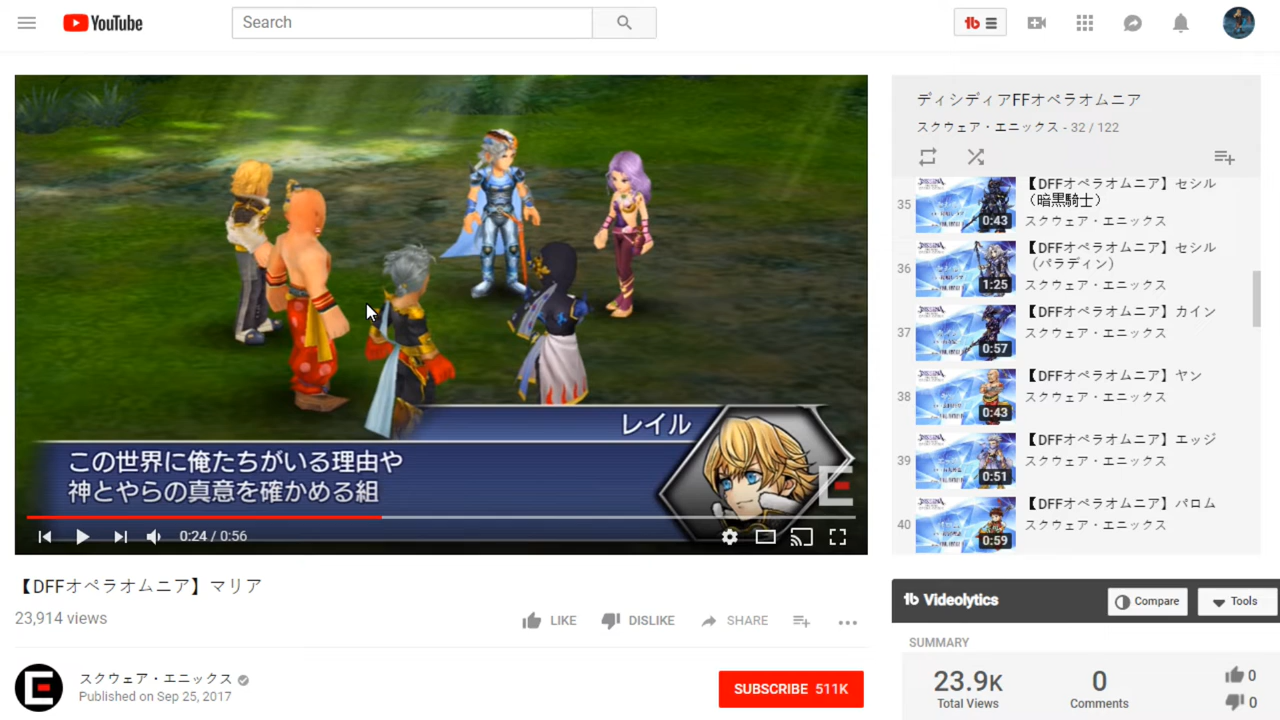 YouTube
Search
レイル
この世界に俺たちがいる理由や
神とやらの真意を確かめる組
0:24 / 0:56
【DFFオペラオムニア】マリア
23,914 views
LIKE
DISLIKE
SHARE
スクウェア・エニックス
Published on Sep 25, 2017
SUBSCRIBE 511K
ディシディアFFオペラオムニア
スクウェア・エニックス - 32 / 122
35
0:43
【DFFオペラオムニア】セシル
（暗黒騎士）
スクウェア・エニックス
36
1:25
【DFFオペラオムニア】セシル
（パラディン）
スクウェア・エニックス
37
0:57
【DFFオペラオムニア】カイン
スクウェア・エニックス
38
0:43
【DFFオペラオムニア】ヤン
スクウェア・エニックス
39
0:51
【DFFオペラオムニア】エッジ
スクウェア・エニックス
40
0:59
【DFFオペラオムニア】パロム
スクウェア・エニックス
Videolytics
Compare
Tools
SUMMARY
23.9K
Total Views
0
Comments
0
0